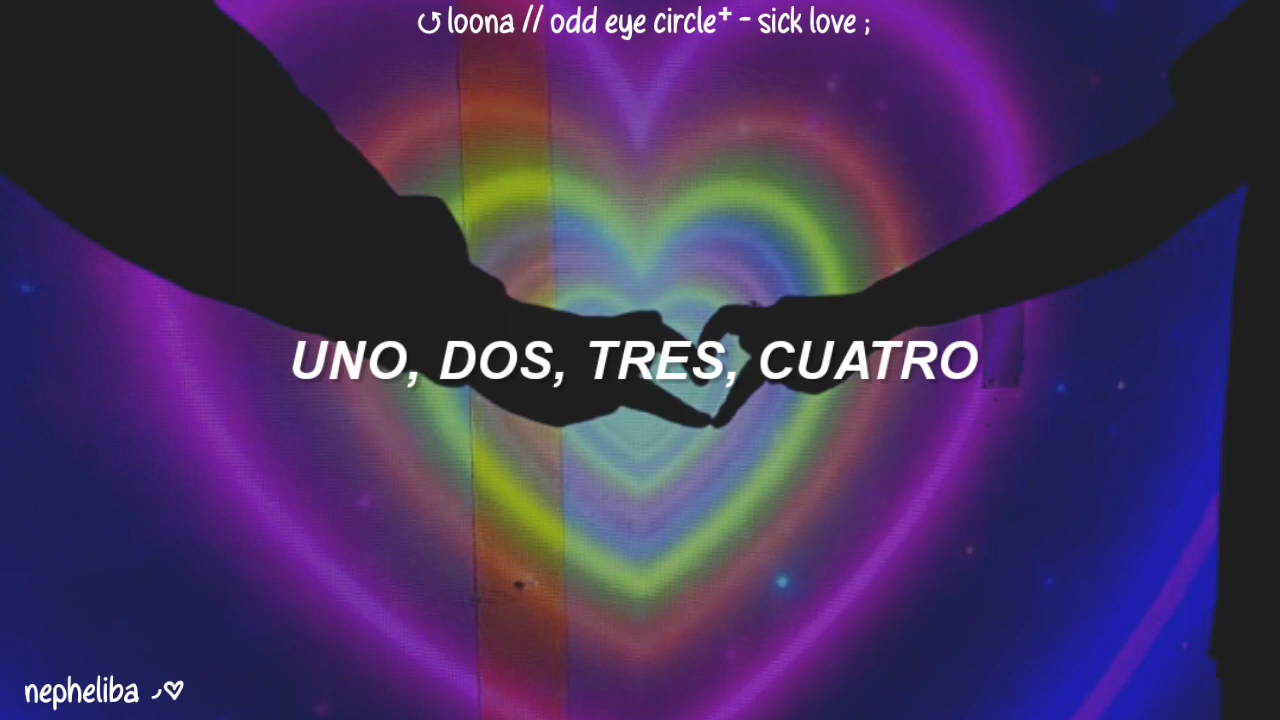 ↺ loona // odd eye circle⁺ - sick love ;
UNO, DOS, TRES, CUATRO
nepheliba ◞♡